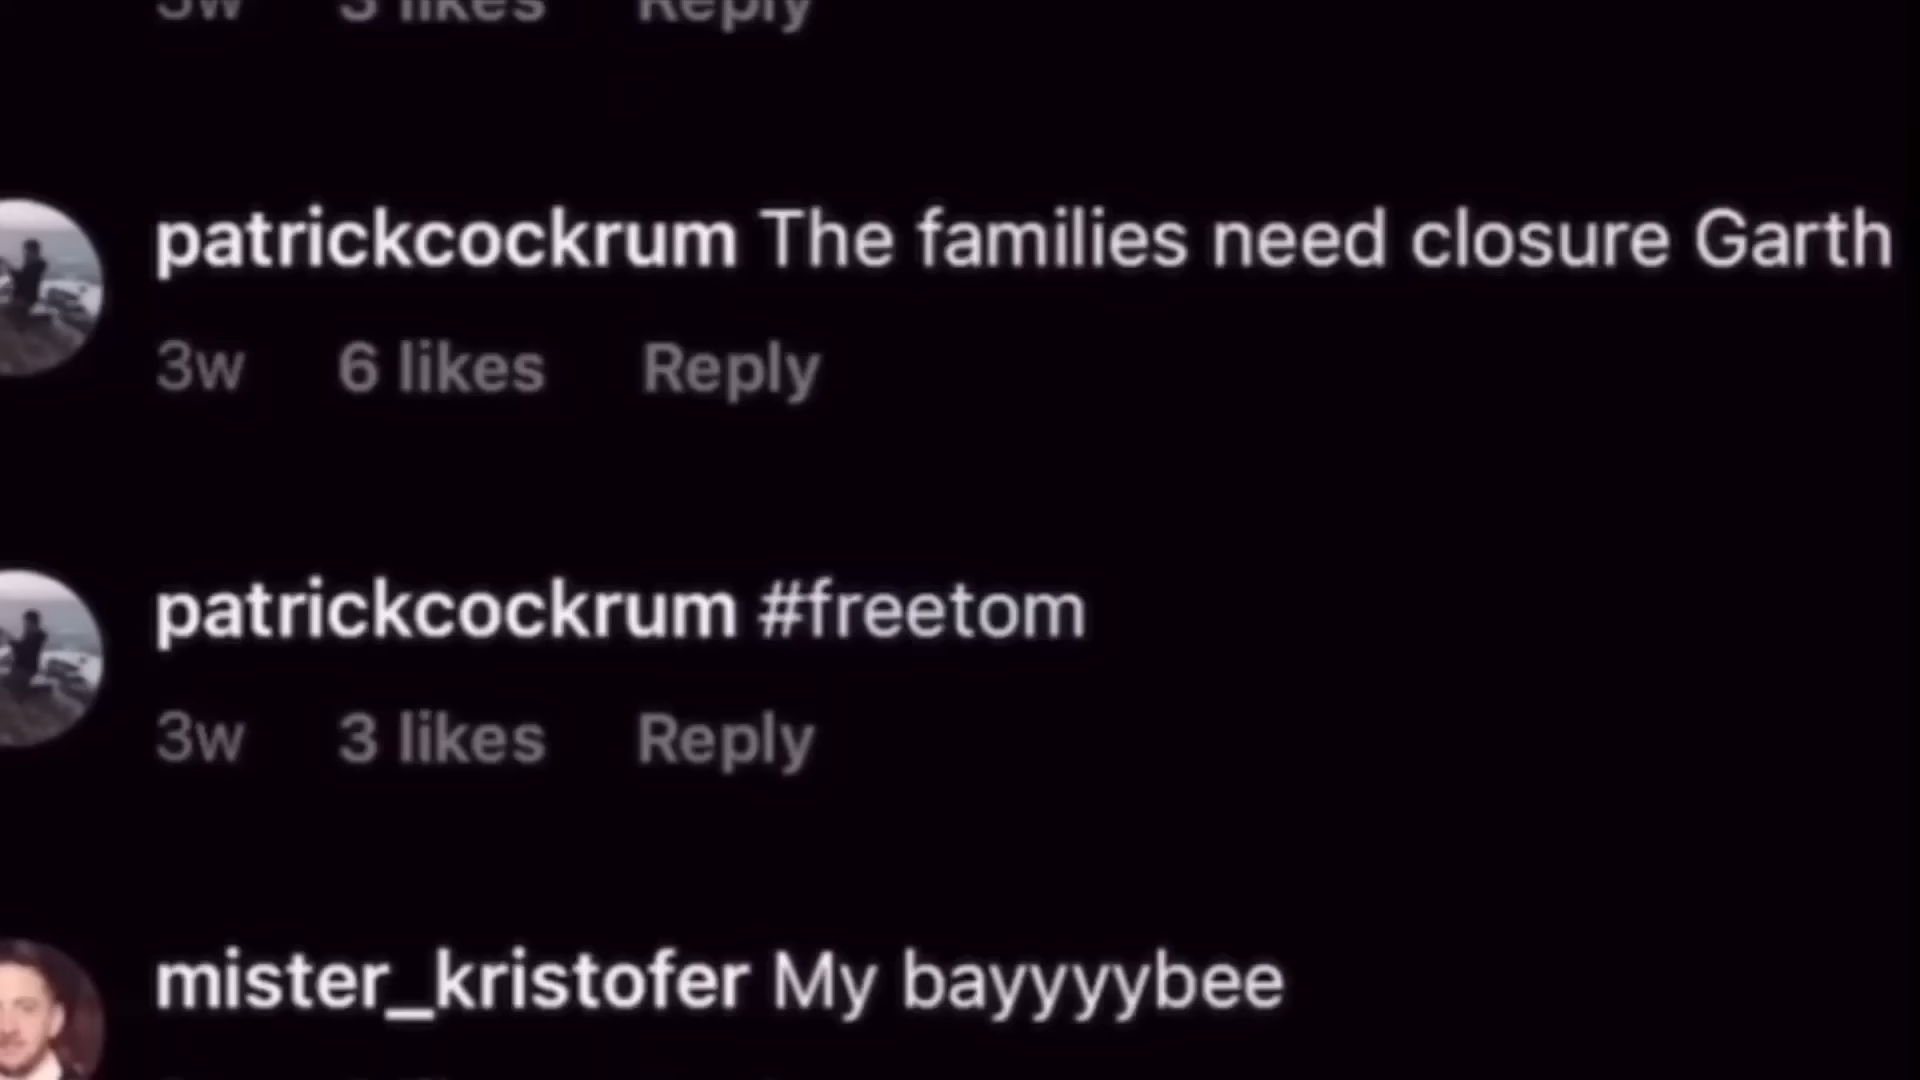 3w 3 likes Reply
patrickcockrum The families need closure Garth
3w 6 likes Reply
patrickcockrum #freetom
3w 3 likes Reply
mister_kristofer My bayyyybee